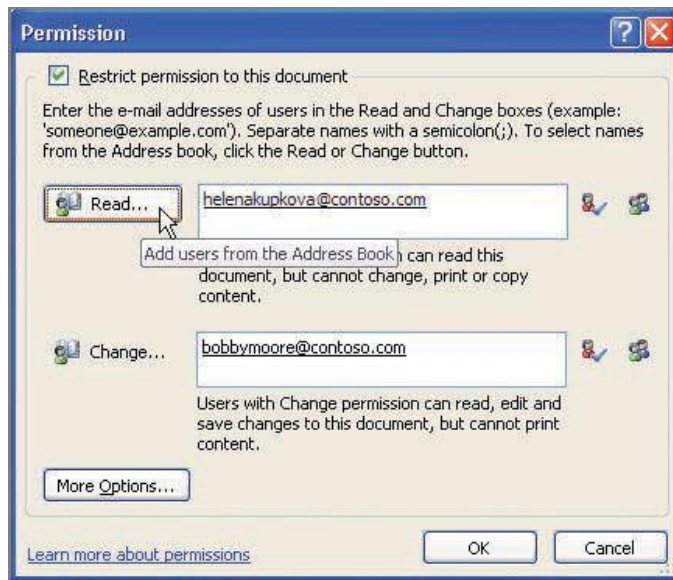 Permission
Restrict permission to this document
Enter the e-mail addresses of users in the Read and Change boxes (example:
'someone@example.com'). Separate names with a semicolon(;). To select names
from the Address book, click the Read or Change button.
Read...
helenakupkova@contoso.com
Add users from the Address Book
can read this
document, but cannot change, print or copy
content.
Change...
bobbymoore@contoso.com
Users with Change permission can read, edit and
save changes to this document, but cannot print
content.
More Options...
Learn more about permissions
OK
Cancel